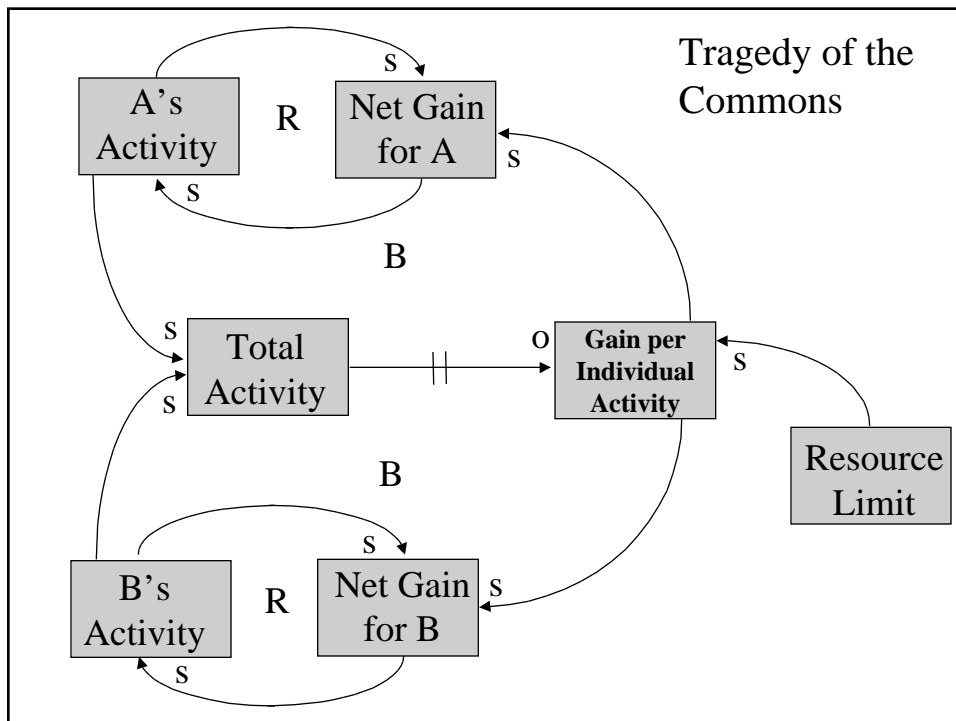 Tragedy of the
Commons
s
A’s
Activity
R
Net Gain
for A
s
s
B
s
s
Total
Activity
o
Gain per
Individual
Activity
s
Resource
Limit
B
s
s
B’s
Activity
R
Net Gain
for B
s